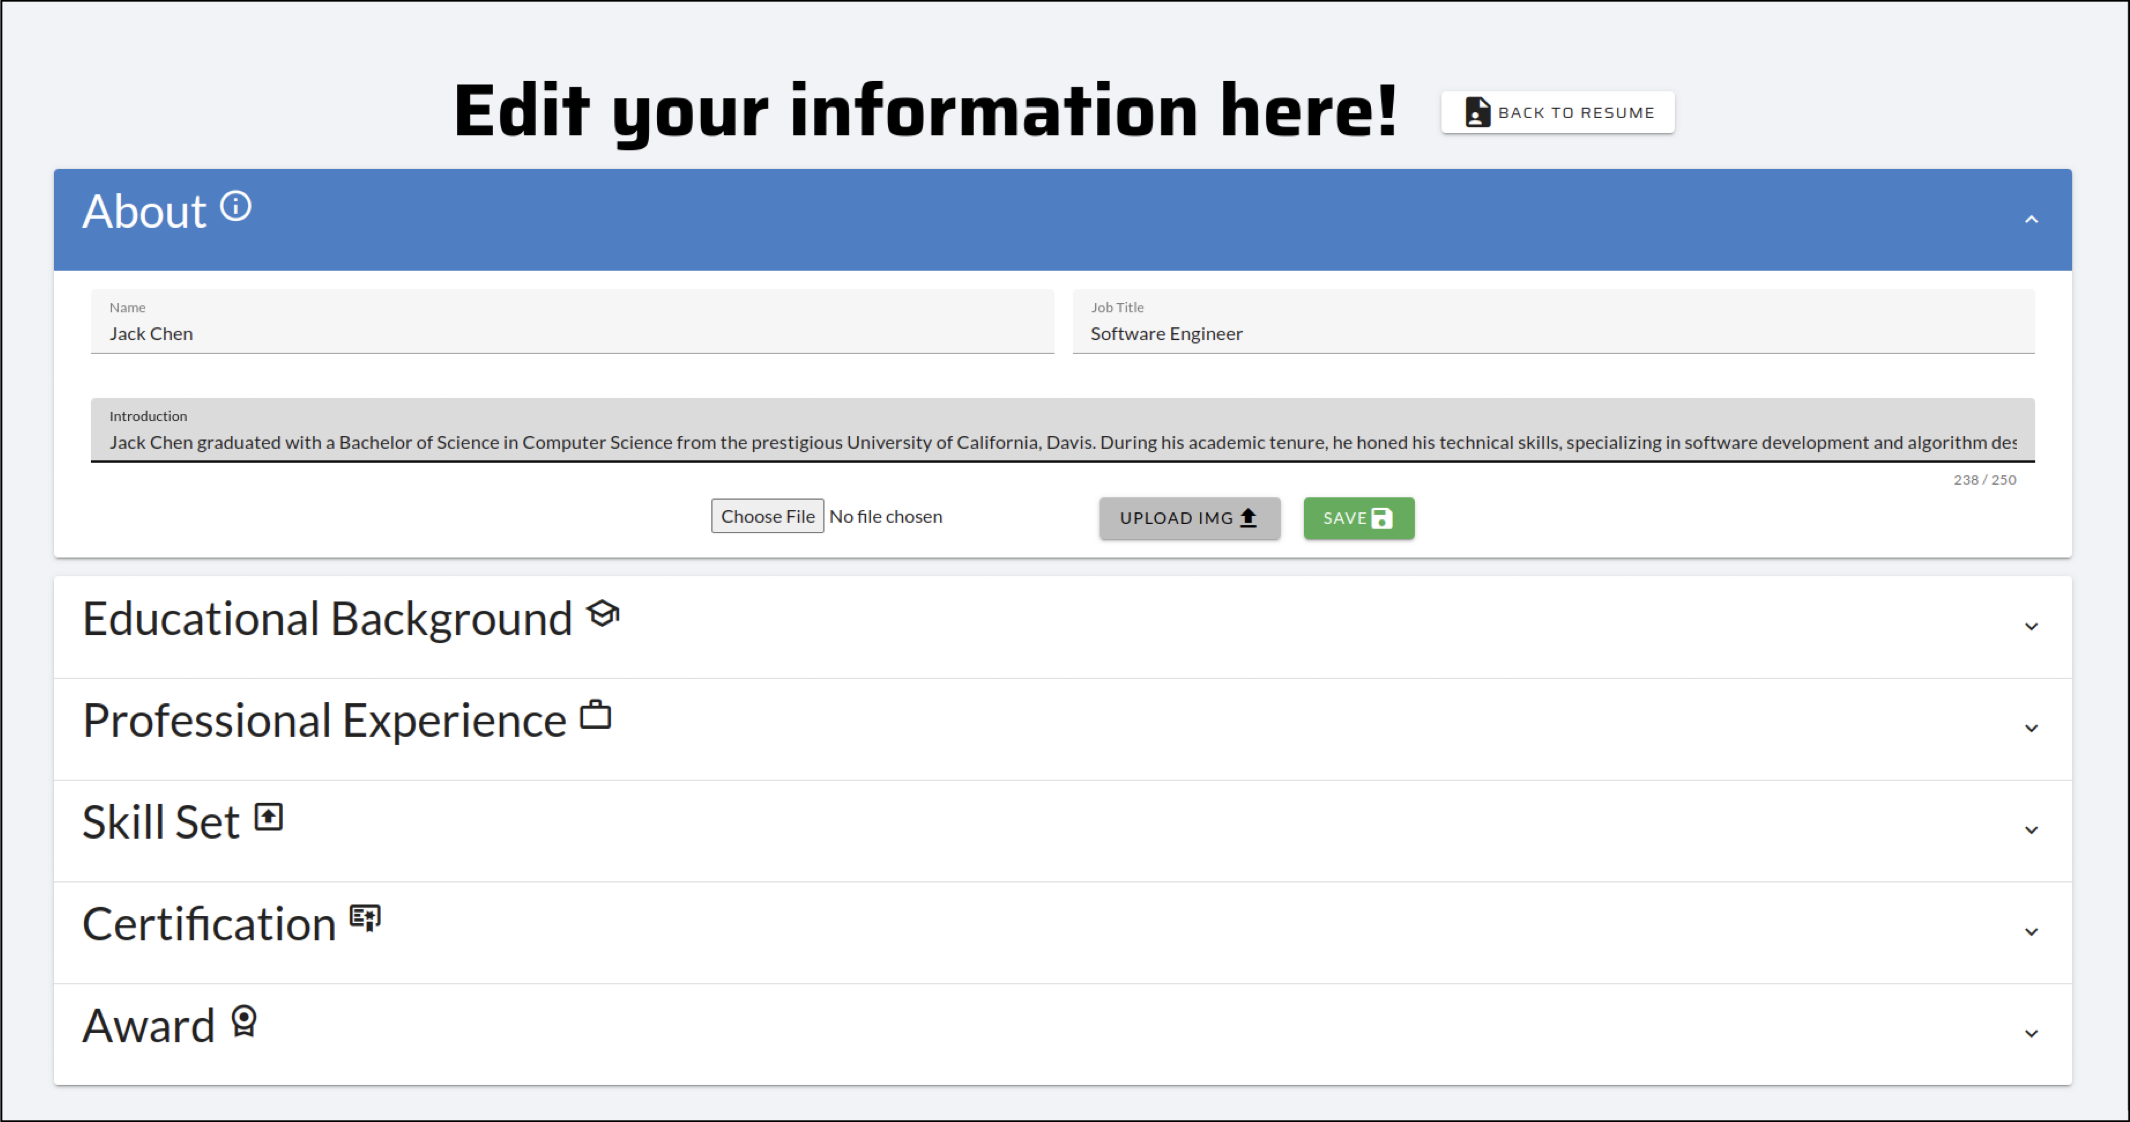 Edit your information here!
BACK TO RESUME
About
Name
Jack Chen
Job Title
Software Engineer
Introduction
Jack Chen graduated with a Bachelor of Science in Computer Science from the prestigious University of California, Davis. During his academic tenure, he honed his technical skills, specializing in software development and algorithm des
238 / 250
Choose File No file chosen
UPLOAD IMG
SAVE
Educational Background
Professional Experience
Skill Set
Certification
Award